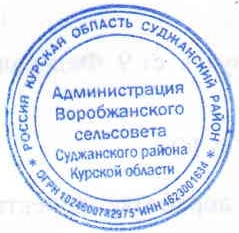 РОССИЯ КУРСКАЯ ОБЛАСТЬ СУДЖАНСКИЙ РАЙОН
Администрация
Воробжанского
сельсовета
Суджанского района
Курской области
* ОГРН 1024600782975 * ИНН 4623001634 *